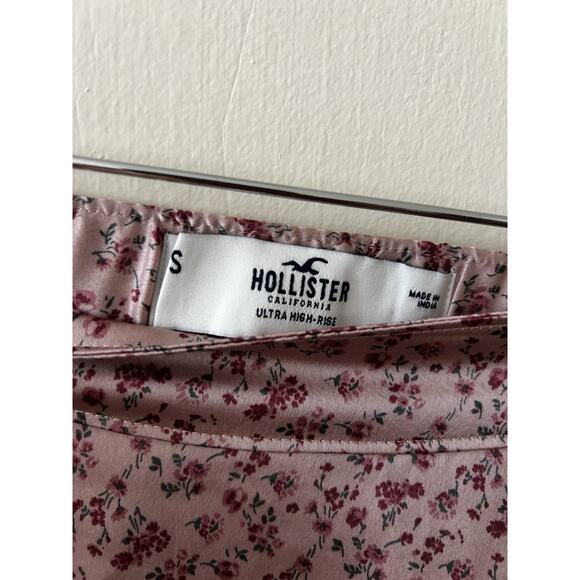 S
HOLLISTER
CALIFORNIA
ULTRA HIGH-RISE
MADE IN
INDIA